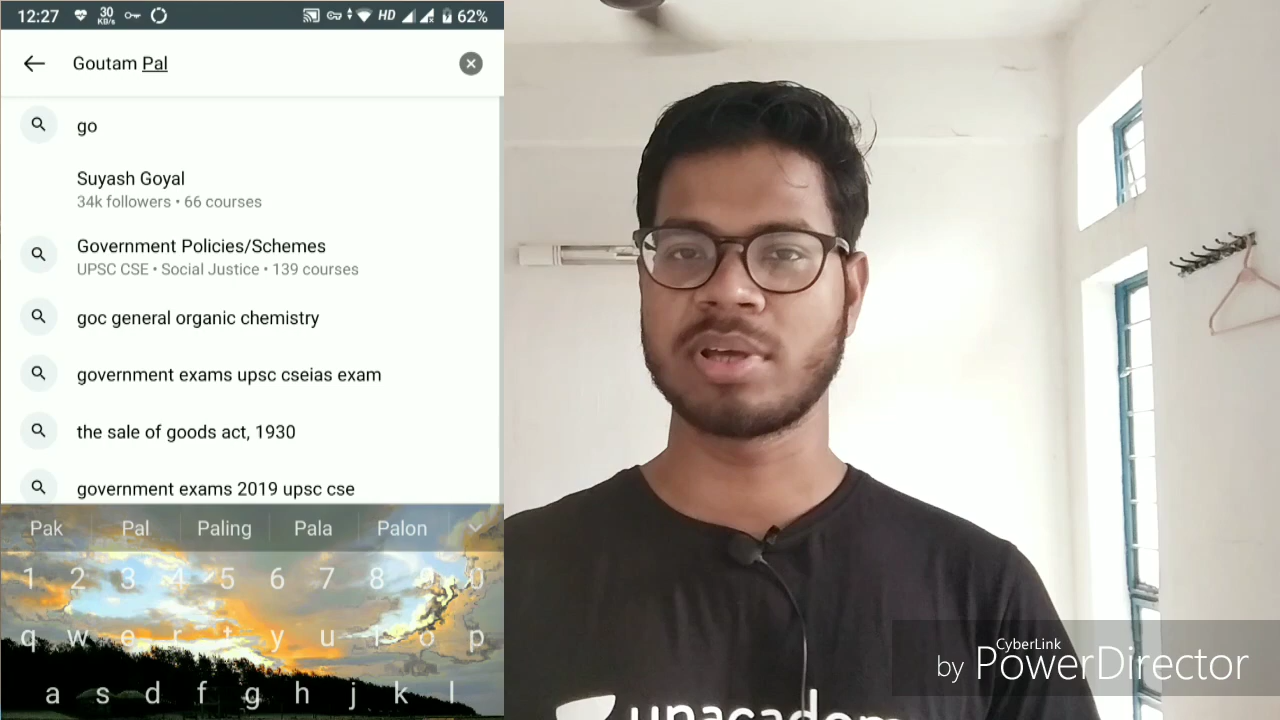 12:27 30 KB/s HD 62%
Goutam Pal
go
Suyash Goyal
34k followers • 66 courses
Government Policies/Schemes
UPSC CSE • Social Justice • 139 courses
goc general organic chemistry
government exams upsc cseias exam
the sale of goods act, 1930
government exams 2019 upsc cse
Pak Pal Paling Pala Palon
1 2 3 4 5 6 7 8 9 0
q w e r t y u i o p
a s d f g h j k l
unacadem
by CyberLink PowerDirector